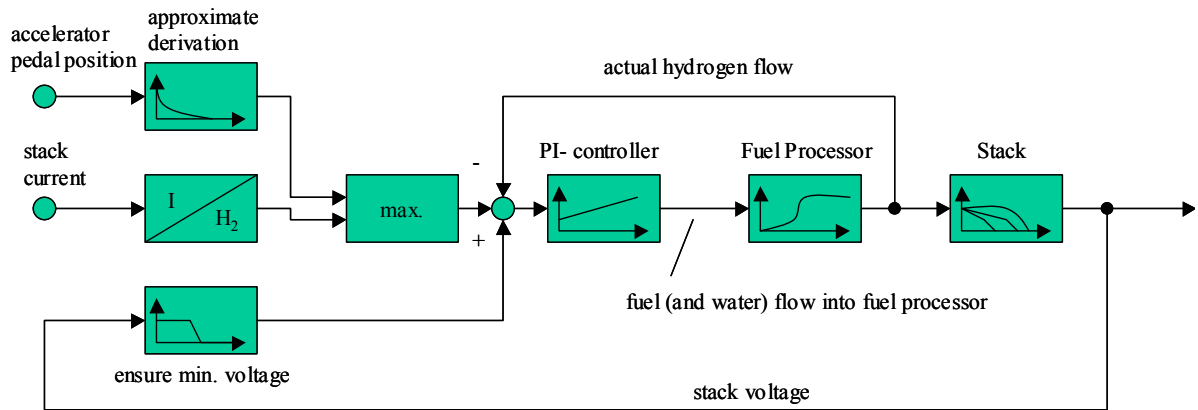 approximate
derivation
accelerator
pedal position
actual hydrogen flow
stack
current
PI- controller
Fuel Processor
Stack
-
I
H2
max.
+
fuel (and water) flow into fuel processor
ensure min. voltage
stack voltage